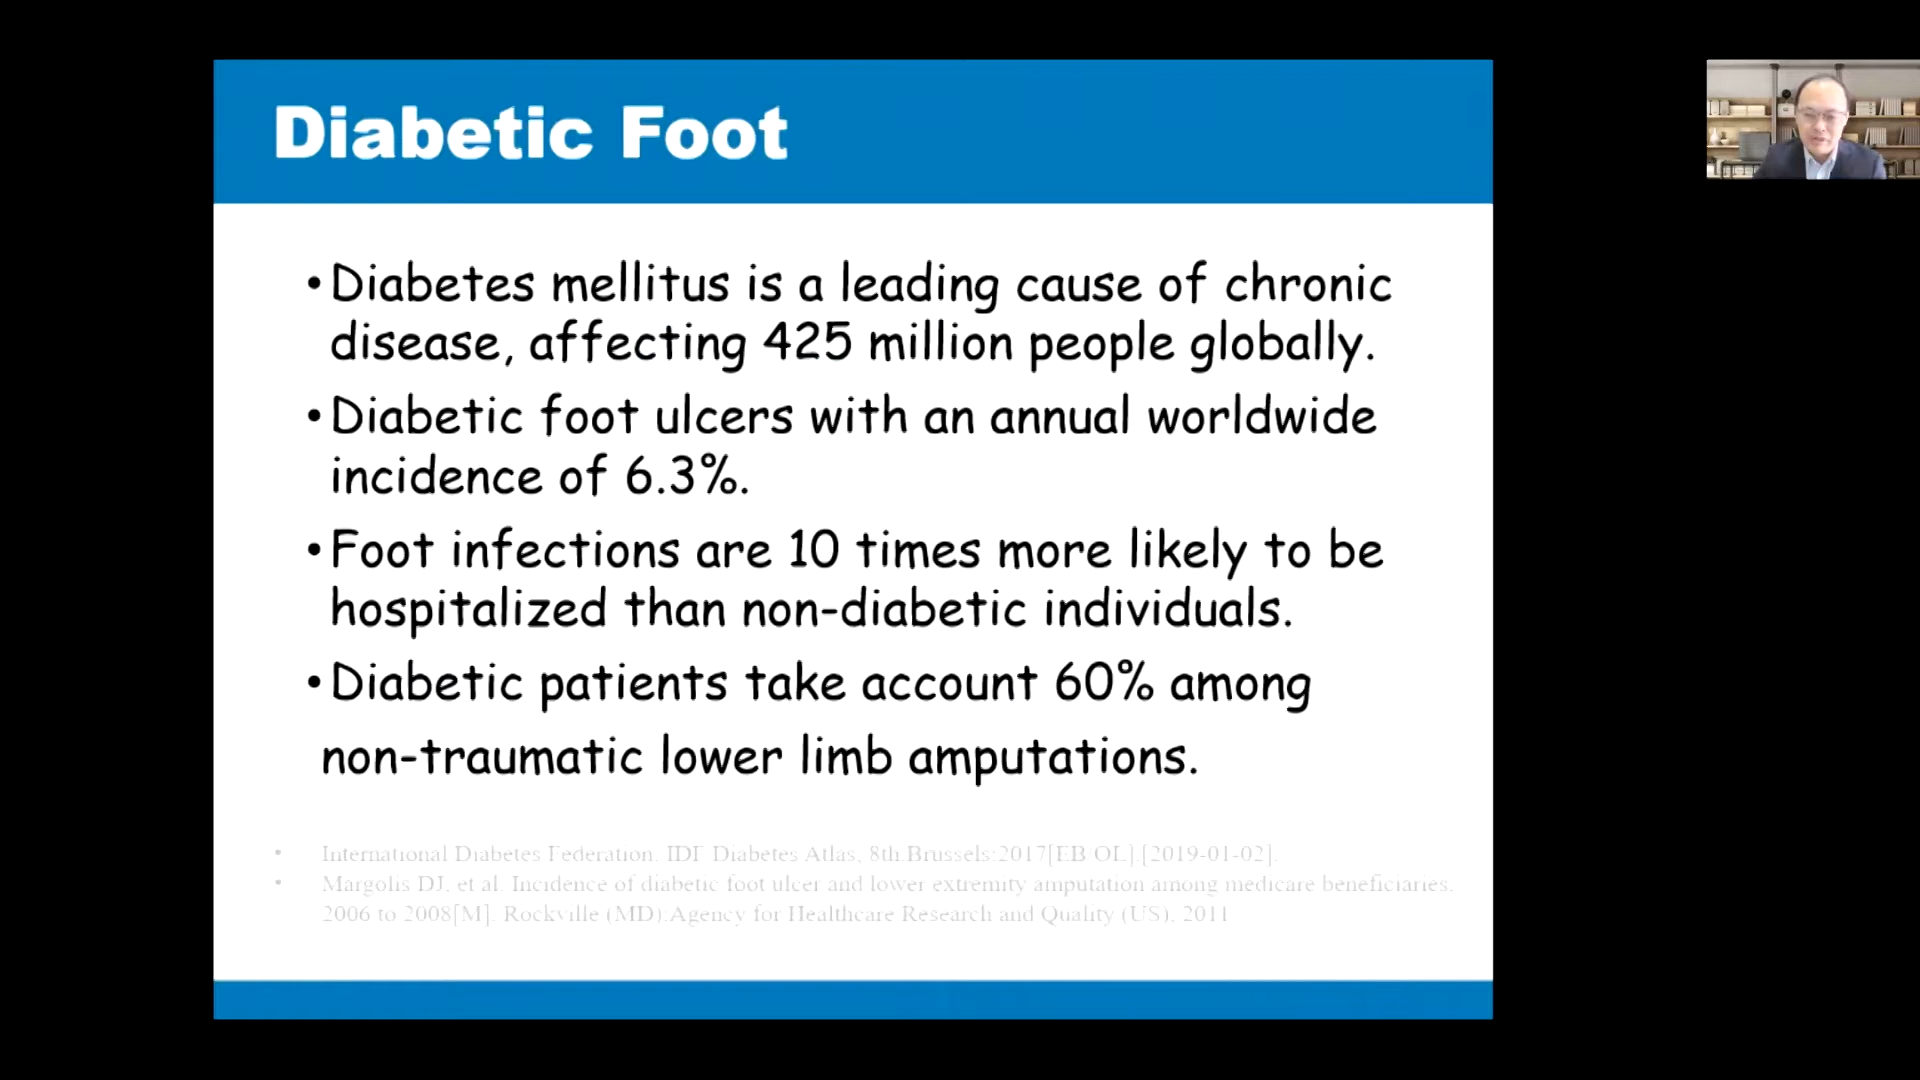 Diabetic Foot
•Diabetes mellitus is a leading cause of chronic
disease, affecting 425 million people globally.
•Diabetic foot ulcers with an annual worldwide
incidence of 6.3%.
•Foot infections are 10 times more likely to be
hospitalized than non-diabetic individuals.
•Diabetic patients take account 60% among
non-traumatic lower limb amputations.
• International Diabetes Federation. IDF Diabetes Atlas, 8th.Brussels:2017[EB/OL].[2019-01-02].
• Margolis DJ, et al. Incidence of diabetic foot ulcer and lower extremity amputation among medicare beneficiaries,
2006 to 2008[M]. Rockville (MD):Agency for Healthcare Research and Quality (US), 2011